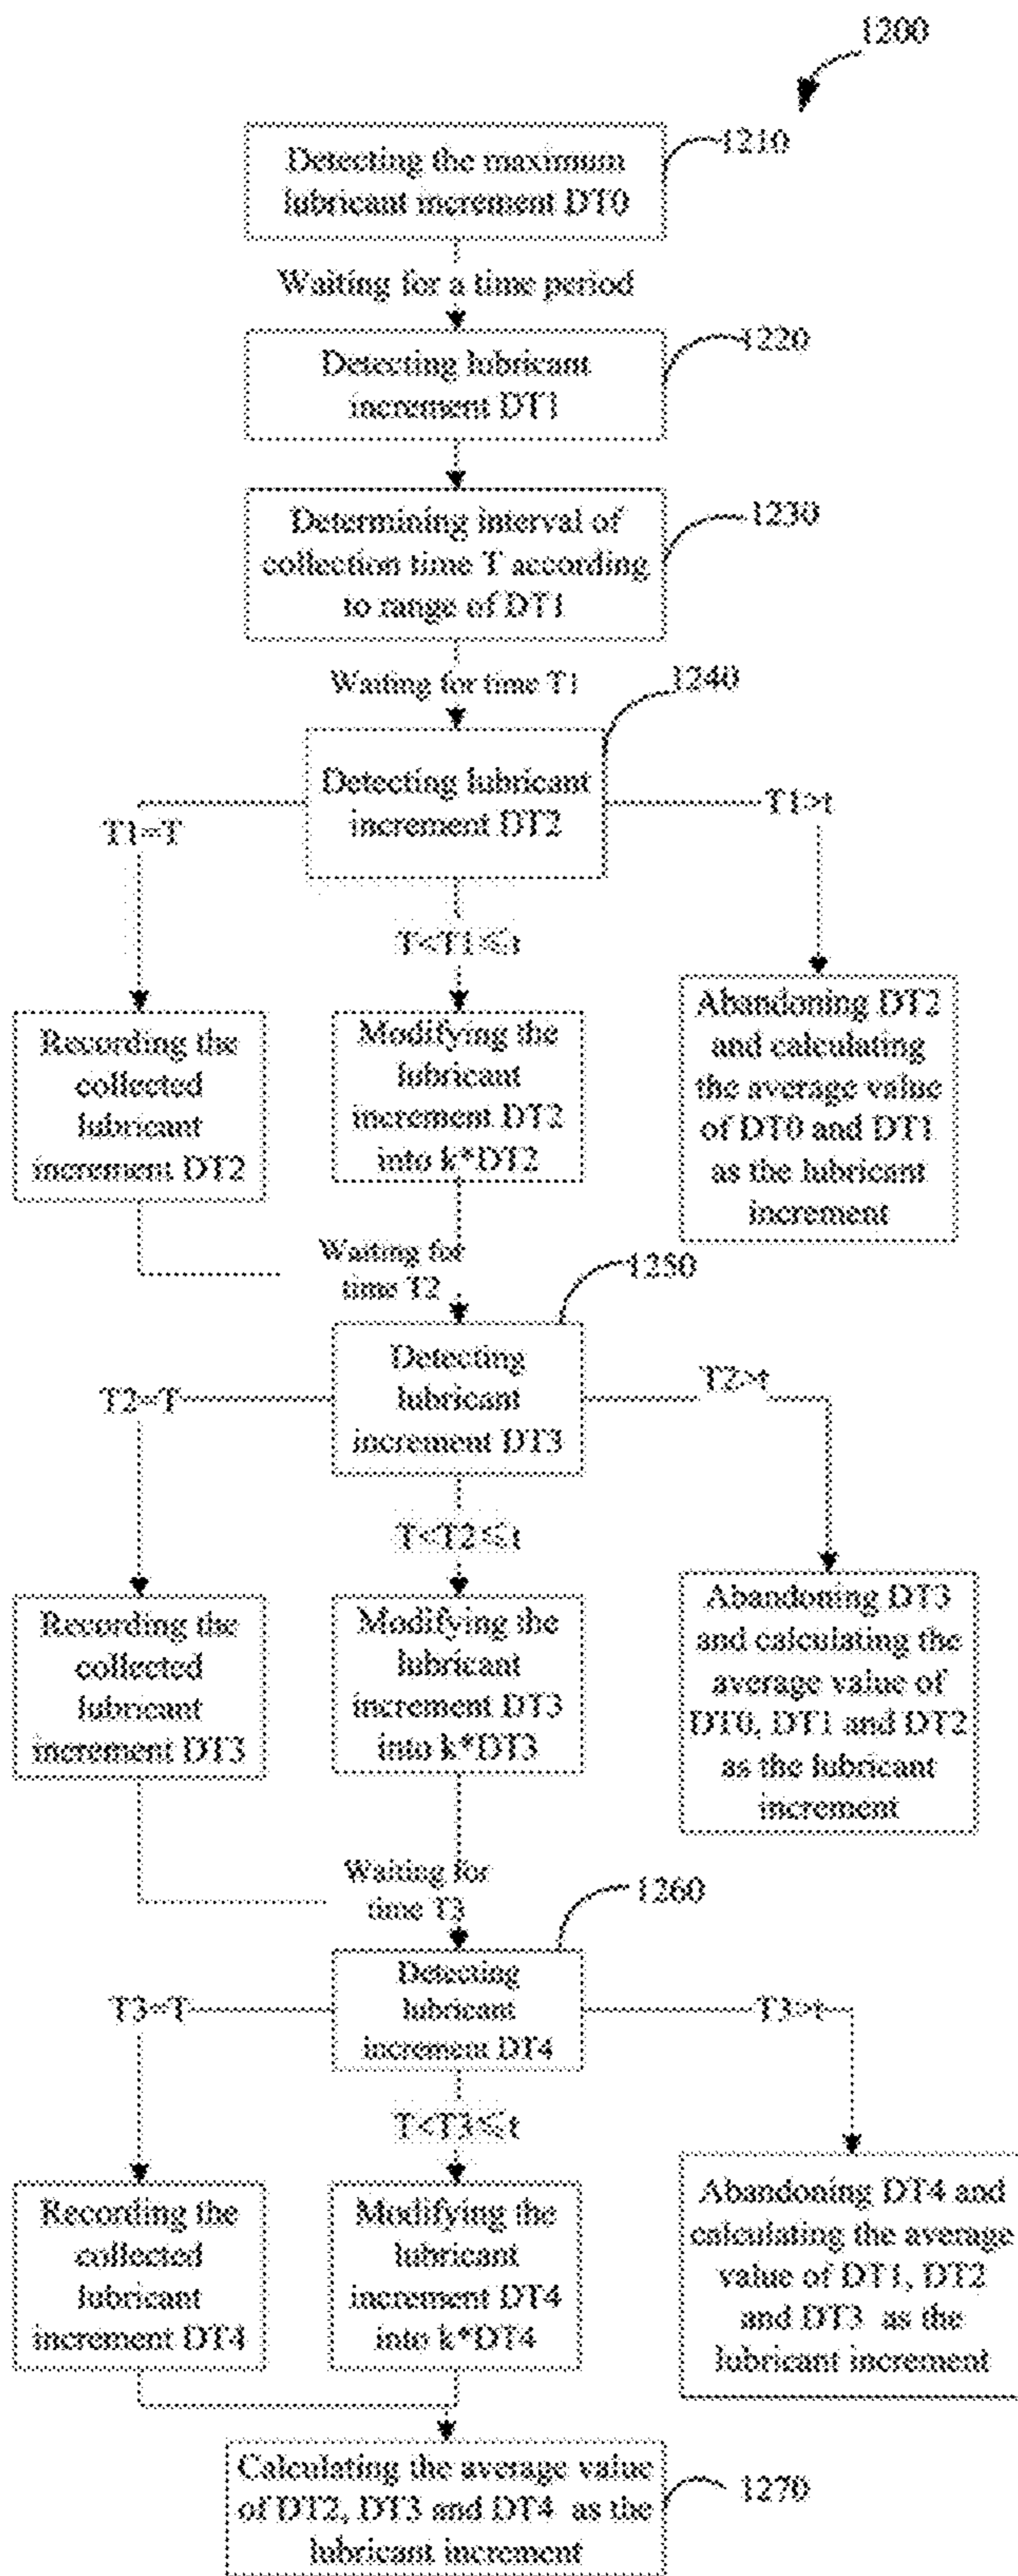 1200
1210
Detecting the maximum
lubricant increment DT0
Waiting for a time period
1220
Detecting lubricant
increment DT1
1230
Determining interval of
collection time T according
to range of DT1
Waiting for time T1
1240
Detecting lubricant
increment DT2
T1=T
T1>t
T<T1≤t
Recording the
collected
lubricant
increment DT2
Modifying the
lubricant
increment DT2
into k*DT2
Abandoning DT2
and calculating
the average value
of DT0 and DT1
as the lubricant
increment
Waiting for
time T2
1250
Detecting
lubricant
increment DT3
T2=T
T2>t
T<T2≤t
Recording the
collected
lubricant
increment DT3
Modifying the
lubricant
increment DT3
into k*DT3
Abandoning DT3
and calculating the
average value of
DT0, DT1 and DT2
as the lubricant
increment
Waiting for
time T3
1260
Detecting
lubricant
increment DT4
T3=T
T3>t
T<T3≤t
Recording the
collected
lubricant
increment DT4
Modifying the
lubricant
increment DT4
into k*DT4
Abandoning DT4 and
calculating the average
value of DT1, DT2
and DT3 as the
lubricant increment
Calculating the average value
of DT2, DT3 and DT4 as the
lubricant increment
1270